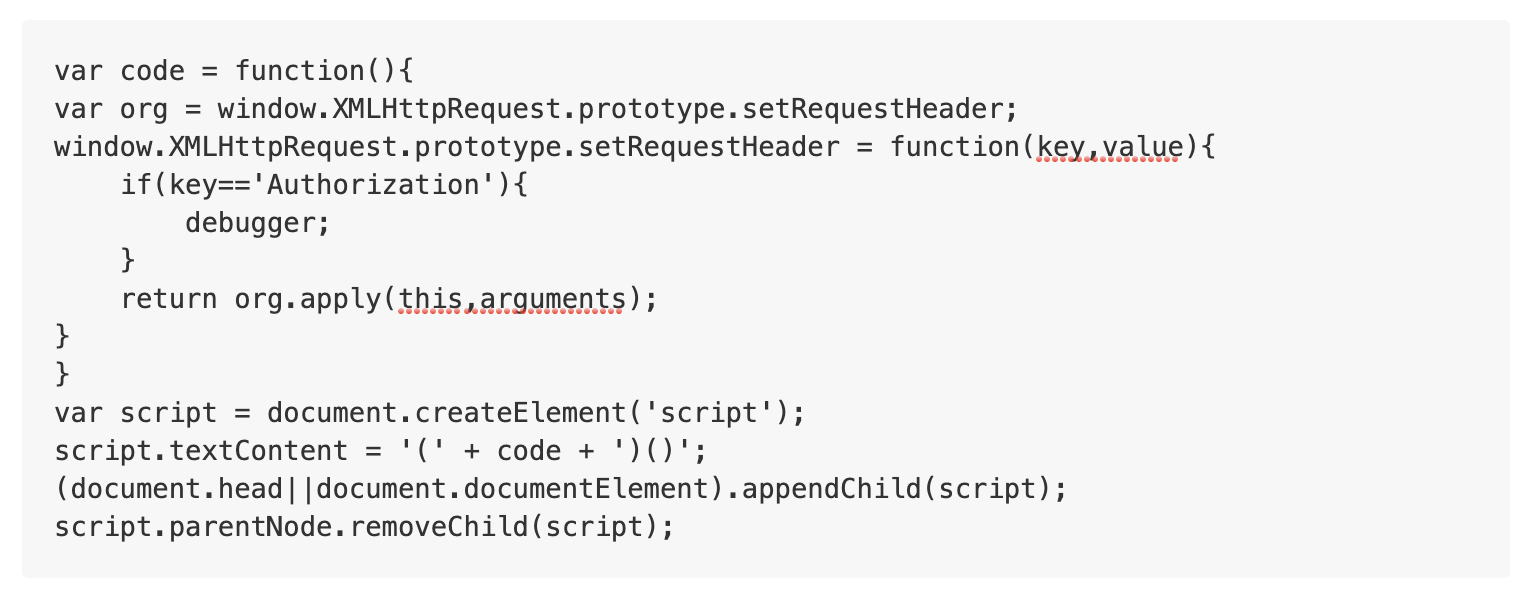 var code = function(){
var org = window.XMLHttpRequest.prototype.setRequestHeader;
window.XMLHttpRequest.prototype.setRequestHeader = function(key,value){
    if(key=='Authorization'){
        debugger;
    }
    return org.apply(this,arguments);
}
}
var script = document.createElement('script');
script.textContent = '(' + code + ')()';
(document.head||document.documentElement).appendChild(script);
script.parentNode.removeChild(script);